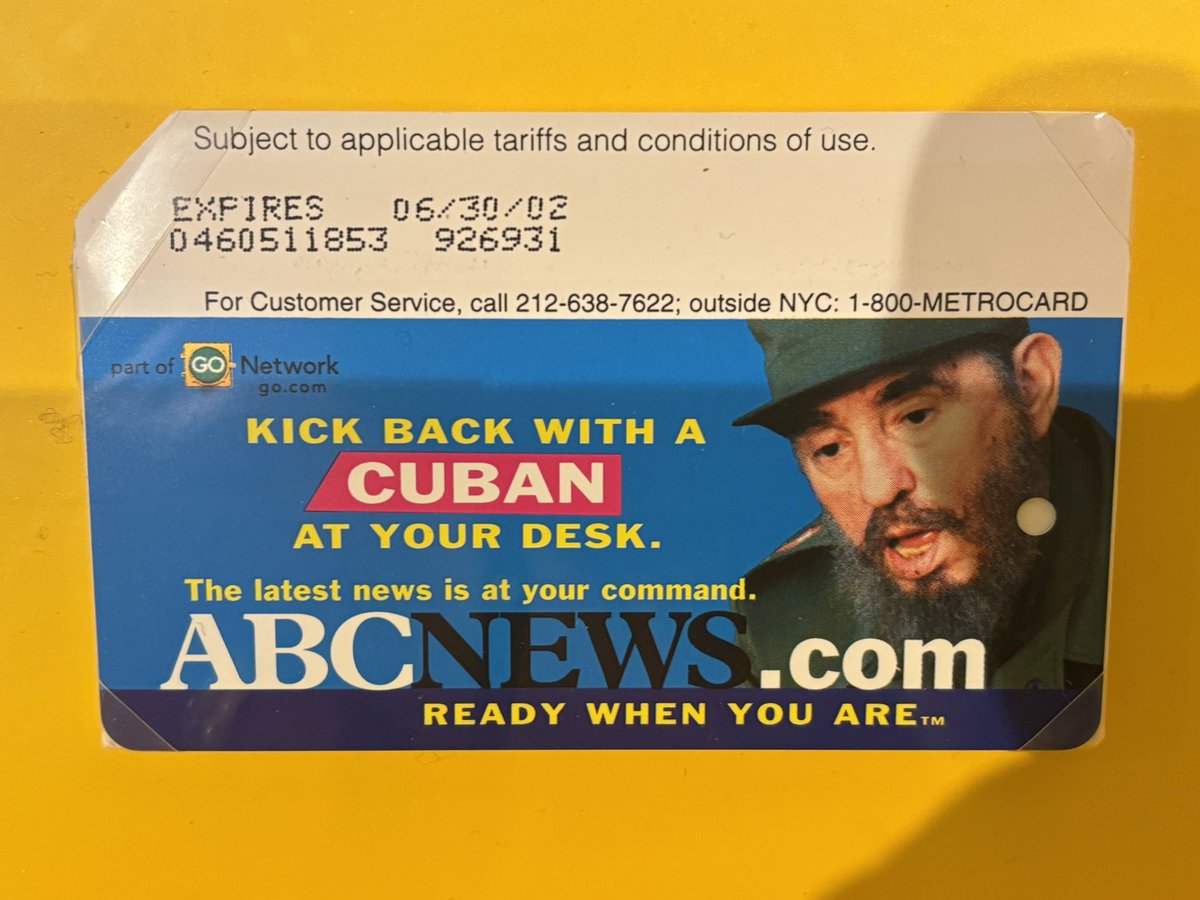 Subject to applicable tariffs and conditions of use.
EXPIRES 06/30/02
0460511853 926931
For Customer Service, call 212-638-7622; outside NYC: 1-800-METROCARD
part of GO Network
go.com
KICK BACK WITH A
CUBAN
AT YOUR DESK.
The latest news is at your command.
ABCNEWS.com
READY WHEN YOU ARE™